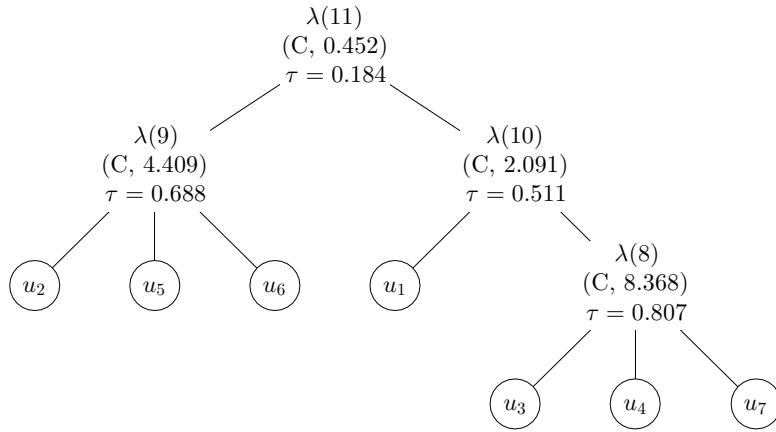 λ(11)
(C, 0.452)
τ = 0.184
λ(9)
(C, 4.409)
τ = 0.688
λ(10)
(C, 2.091)
τ = 0.511
u₂
u₅
u₆
u₁
λ(8)
(C, 8.368)
τ = 0.807
u₃
u₄
u₇